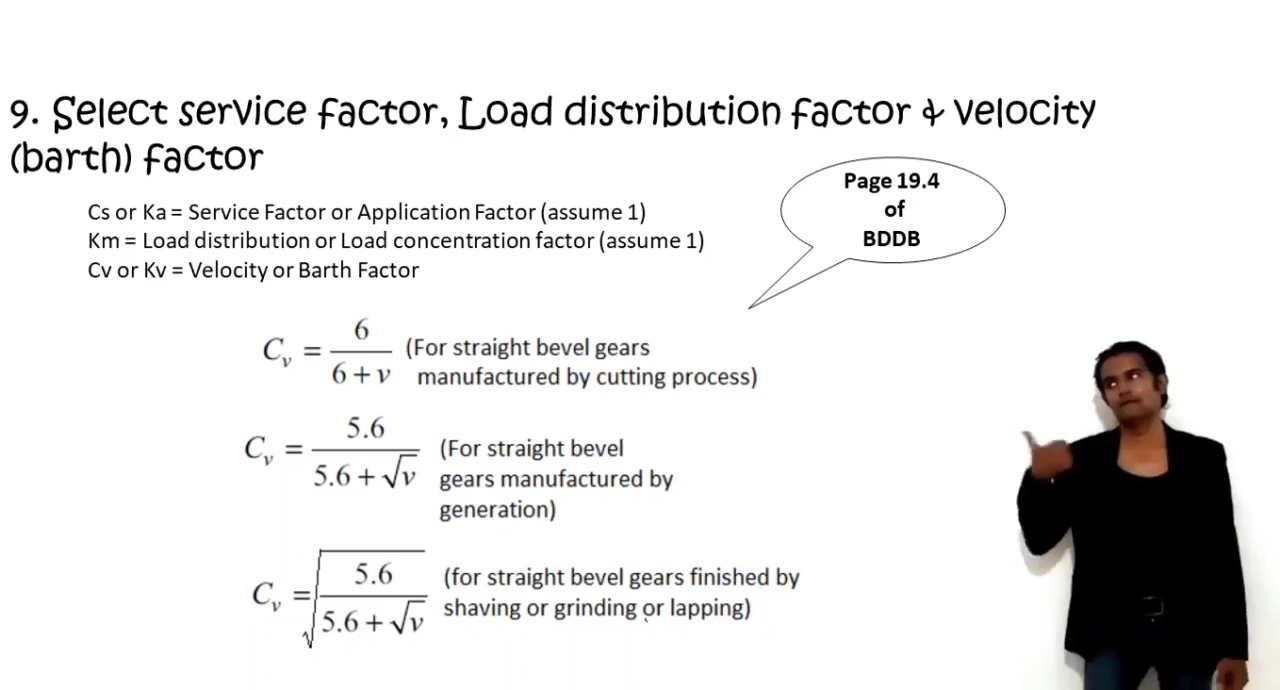 9. Select service factor, Load distribution factor & velocity
(barth) factor
Page 19.4
of
BDDB
Cs or Ka = Service Factor or Application Factor (assume 1)
Km = Load distribution or Load concentration factor (assume 1)
Cv or Kv = Velocity or Barth Factor
C_v = 6 / (6 + v) (For straight bevel gears
manufactured by cutting process)
C_v = 5.6 / (5.6 + √v) (For straight bevel
gears manufactured by
generation)
C_v = √(5.6 / (5.6 + √v)) (for straight bevel gears finished by
shaving or grinding or lapping)